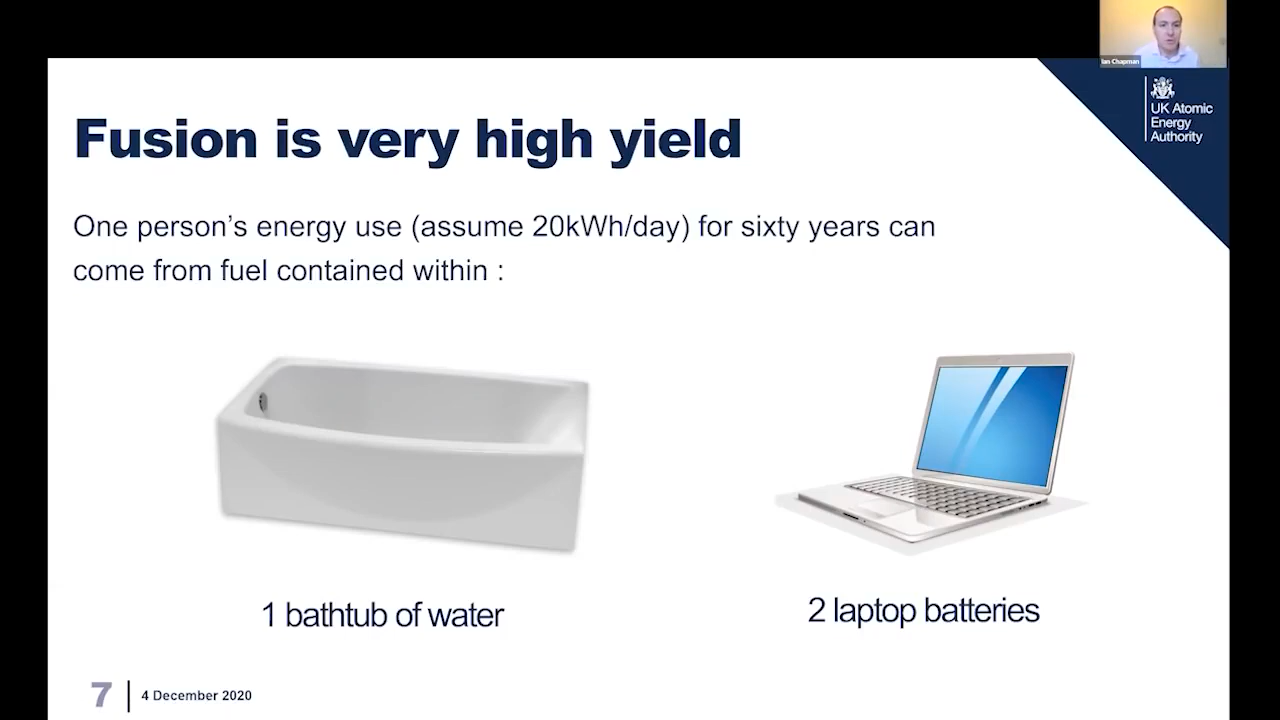 Ian Chapman
UK Atomic
Energy
Authority
Fusion is very high yield
One person’s energy use (assume 20kWh/day) for sixty years can
come from fuel contained within :
1 bathtub of water
2 laptop batteries
7
4 December 2020